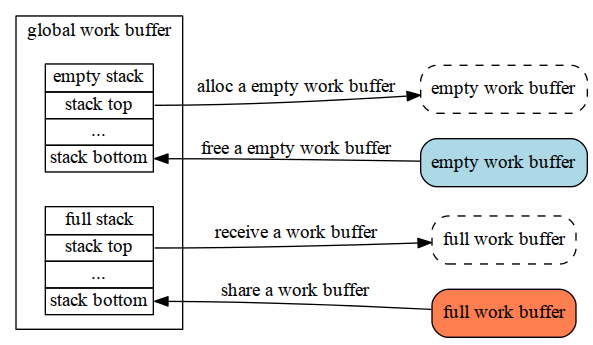 global work buffer
empty stack
stack top
...
stack bottom
alloc a empty work buffer
empty work buffer
free a empty work buffer
empty work buffer
full stack
stack top
...
stack bottom
receive a work buffer
full work buffer
share a work buffer
full work buffer